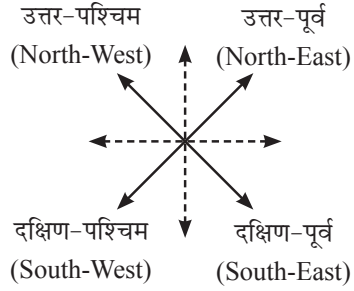 उत्तर-पश्चिम
(North-West)
उत्तर-पूर्व
(North-East)
दक्षिण-पश्चिम
(South-West)
दक्षिण-पूर्व
(South-East)